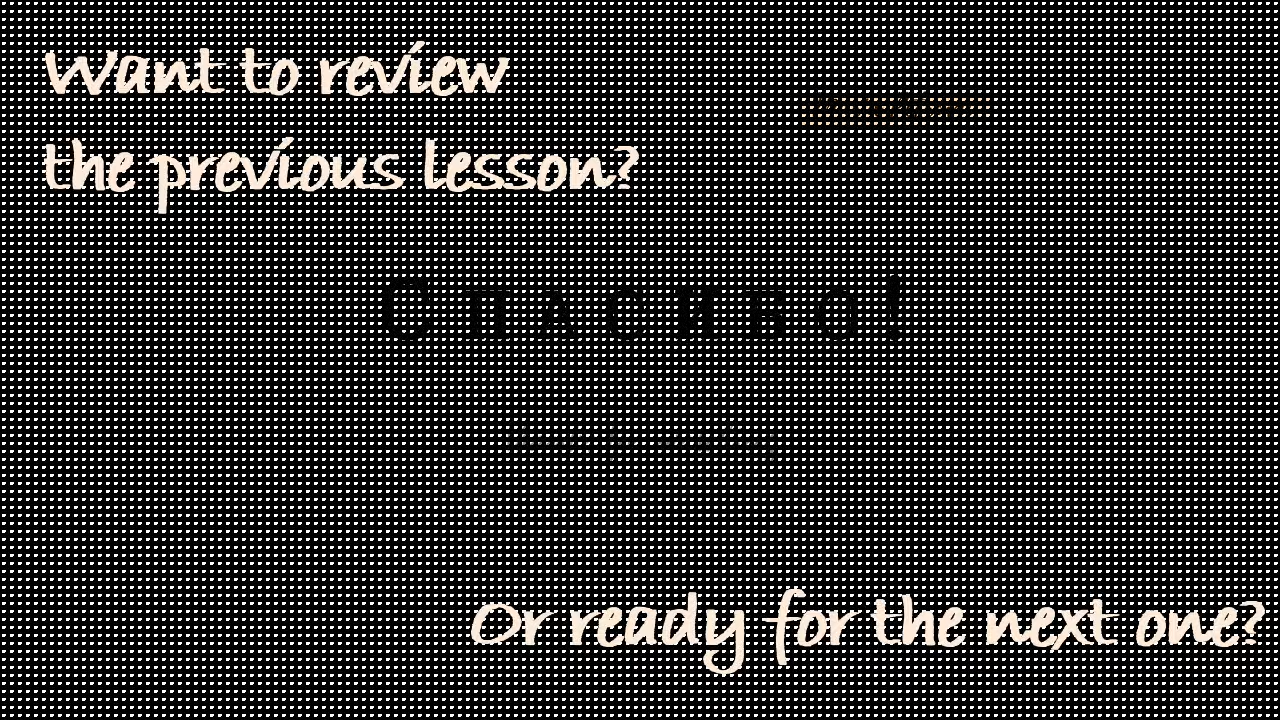 Want to review
the previous lesson?
Спасибо!
Or ready for the next one?